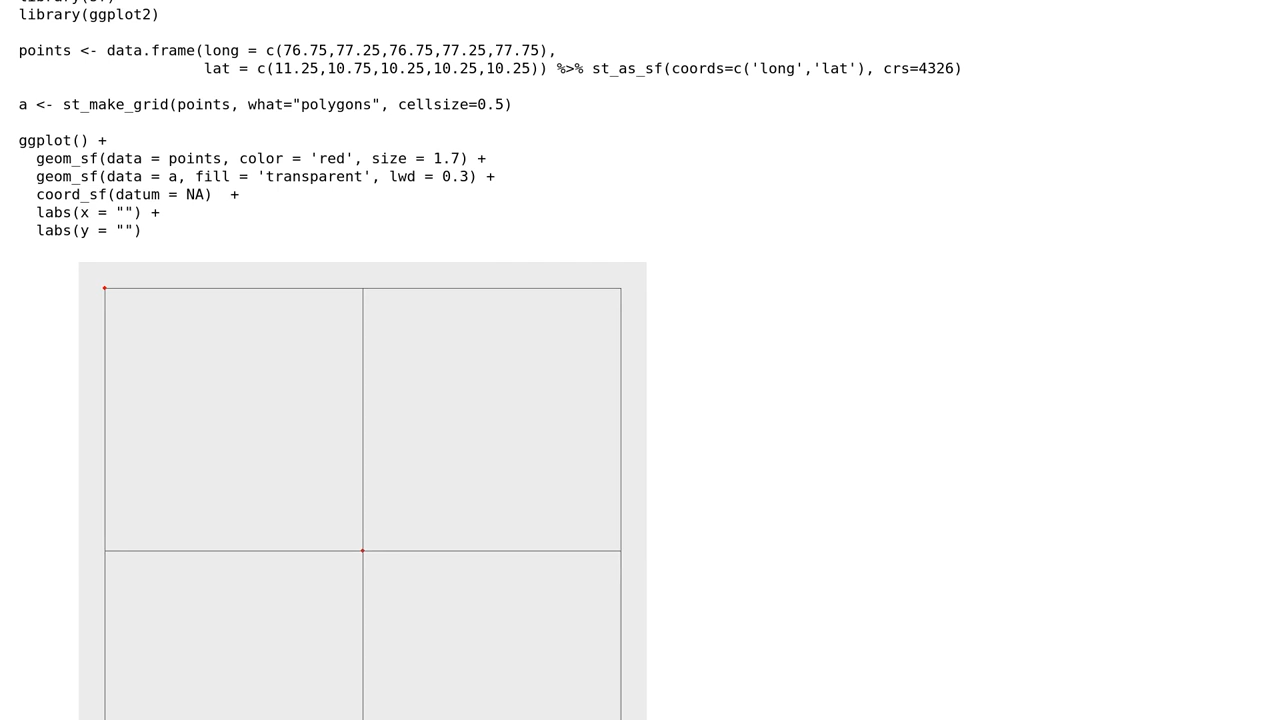 library(ggplot2)
points <- data.frame(long = c(76.75,77.25,76.75,77.25,77.75),
lat = c(11.25,10.75,10.25,10.25,10.25)) %>% st_as_sf(coords=c('long','lat'), crs=4326)
a <- st_make_grid(points, what="polygons", cellsize=0.5)
ggplot() +
geom_sf(data = points, color = 'red', size = 1.7) +
geom_sf(data = a, fill = 'transparent', lwd = 0.3) +
coord_sf(datum = NA)  +
labs(x = "") +
labs(y = "")